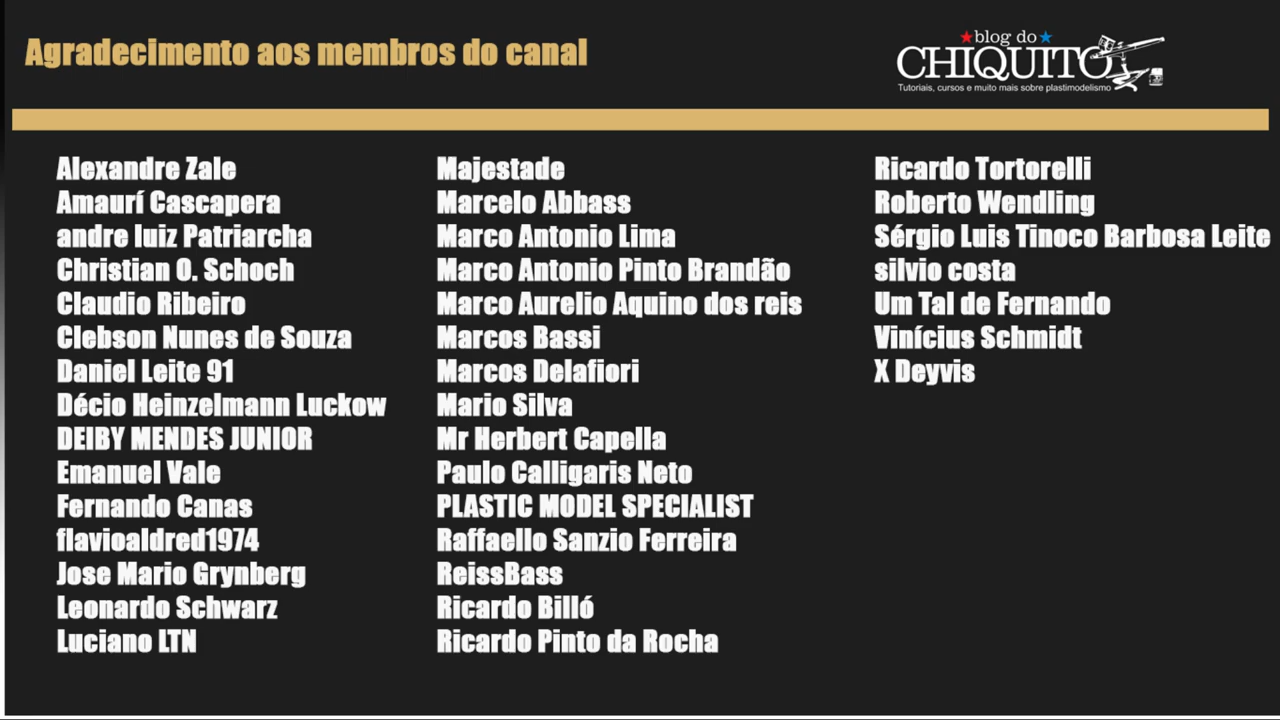 Agradecimento aos membros do canal
blog do
CHIQUITO
Tutoriais, cursos e muito mais sobre plastimodelismo
Alexandre Zale
Amaurí Cascapera
andre luiz Patriarcha
Christian O. Schoch
Claudio Ribeiro
Clebson Nunes de Souza
Daniel Leite 91
Décio Heinzelmann Luckow
DEIBY MENDES JUNIOR
Emanuel Vale
Fernando Canas
flavioaldred1974
Jose Mario Grynberg
Leonardo Schwarz
Luciano LTN
Majestade
Marcelo Abbass
Marco Antonio Lima
Marco Antonio Pinto Brandão
Marco Aurelio Aquino dos reis
Marcos Bassi
Marcos Delafiori
Mario Silva
Mr Herbert Capella
Paulo Calligaris Neto
PLASTIC MODEL SPECIALIST
Raffaello Sanzio Ferreira
ReissBass
Ricardo Billó
Ricardo Pinto da Rocha
Ricardo Tortorelli
Roberto Wendling
Sérgio Luis Tinoco Barbosa Leite
silvio costa
Um Tal de Fernando
Vinícius Schmidt
X Deyvis